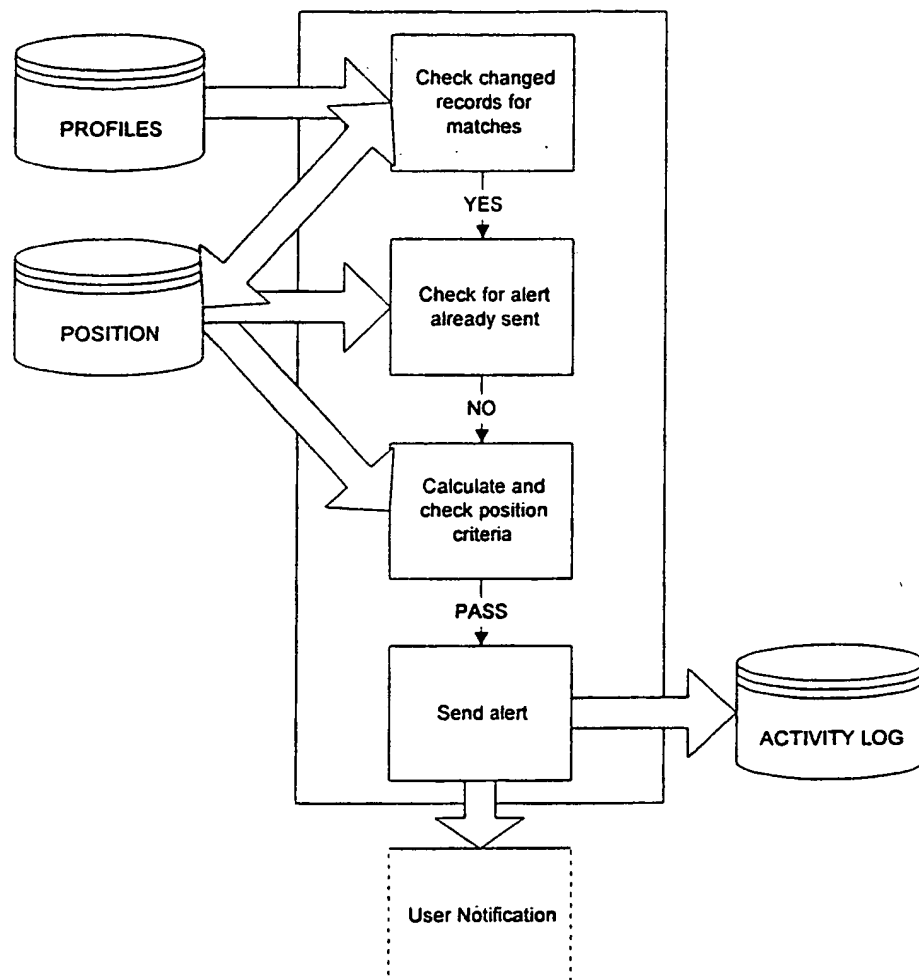 PROFILES
Check changed
records for
matches
YES
POSITION
Check for alert
already sent
NO
Calculate and
check position
criteria
PASS
Send alert
ACTIVITY LOG
User Notification